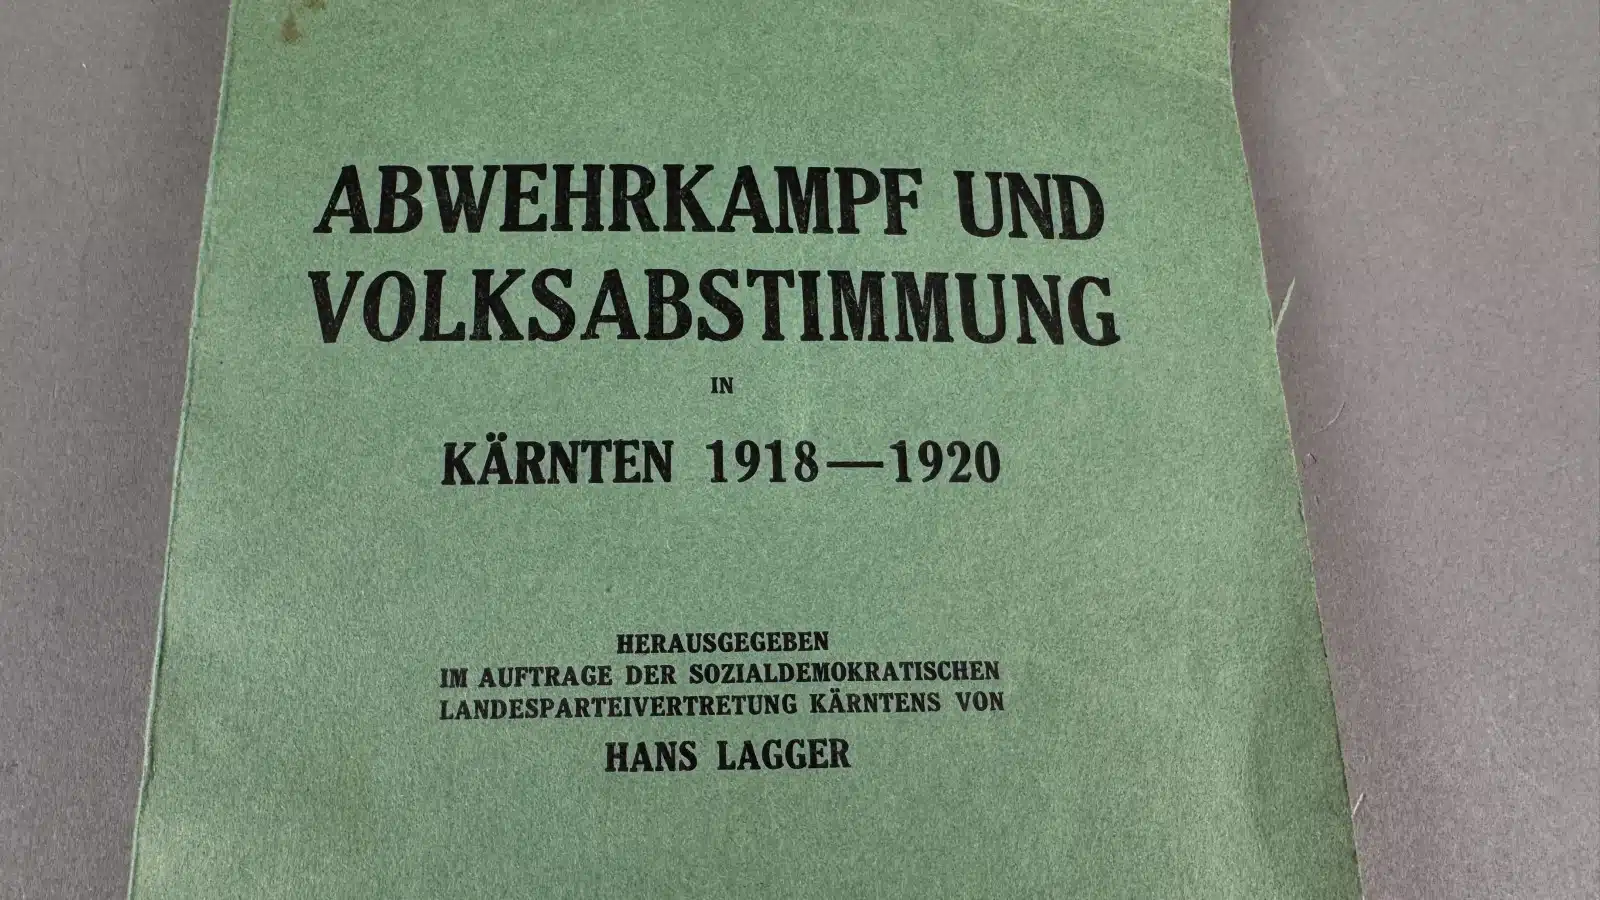 ABWEHRKAMPF UND
VOLKSABSTIMMUNG
IN
KÄRNTEN 1918—1920
HERAUSGEGEBEN
IM AUFTRAGE DER SOZIALDEMOKRATISCHEN
LANDESPARTEIVERTRETUNG KÄRNTENS VON
HANS LAGGER